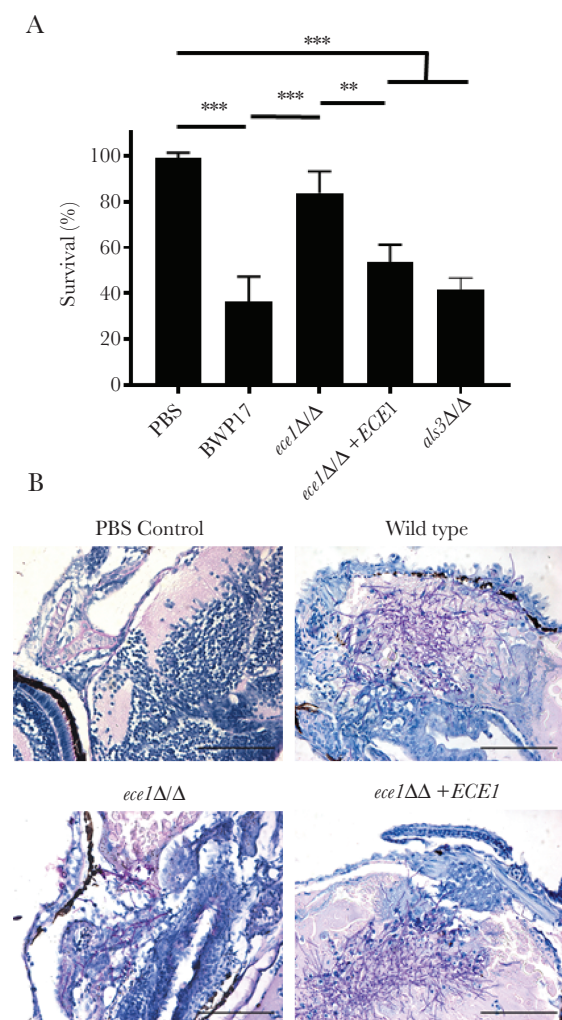 A
***
*** *** **
Survival (%)
100
80
60
40
20
0
PBS
BWP17
ece1Δ/Δ
ece1Δ/Δ +ECE1
als3Δ/Δ
B
PBS Control
Wild type
ece1Δ/Δ
ece1ΔΔ +ECE1